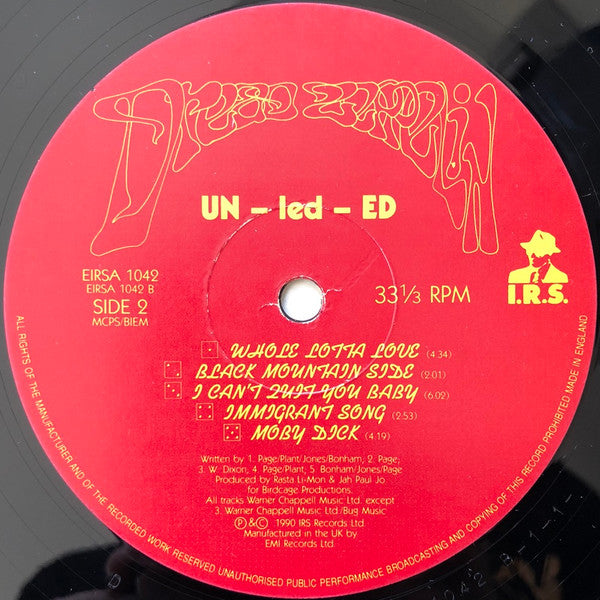 Dread Zeppelin
UN – led – ED
EIRSA 1042
EIRSA 1042 B
SIDE 2
MCPS/BIEM
33 1/3 RPM
I.R.S.
WHOLE LOTTA LOVE (4.34)
BLACK MOUNTAIN SIDE (2.01)
I CAN'T QUIT YOU BABY (6.02)
IMMIGRANT SONG (2.53)
MOBY DICK (4.19)
Written by 1. Page/Plant/Jones/Bonham; 2. Page;
3. W. Dixon, 4. Page/Plant; 5. Bonham/Jones/Page
Produced by Rasta Li-Mon & Jah Paul Jo.
for Birdcage Productions.
All tracks Warner Chappell Music Ltd. except
3. Warner Chappell Music Ltd./Bug Music
Ⓟ&© 1990 IRS Records Ltd.
Manufactured in the UK by
EMI Records Ltd.
ALL RIGHTS OF THE MANUFACTURER AND OF THE OWNER OF THE RECORDED WORK RESERVED UNAUTHORISED PUBLIC PERFORMANCE BROADCASTING AND COPYING OF THIS RECORD PROHIBITED MADE IN ENGLAND